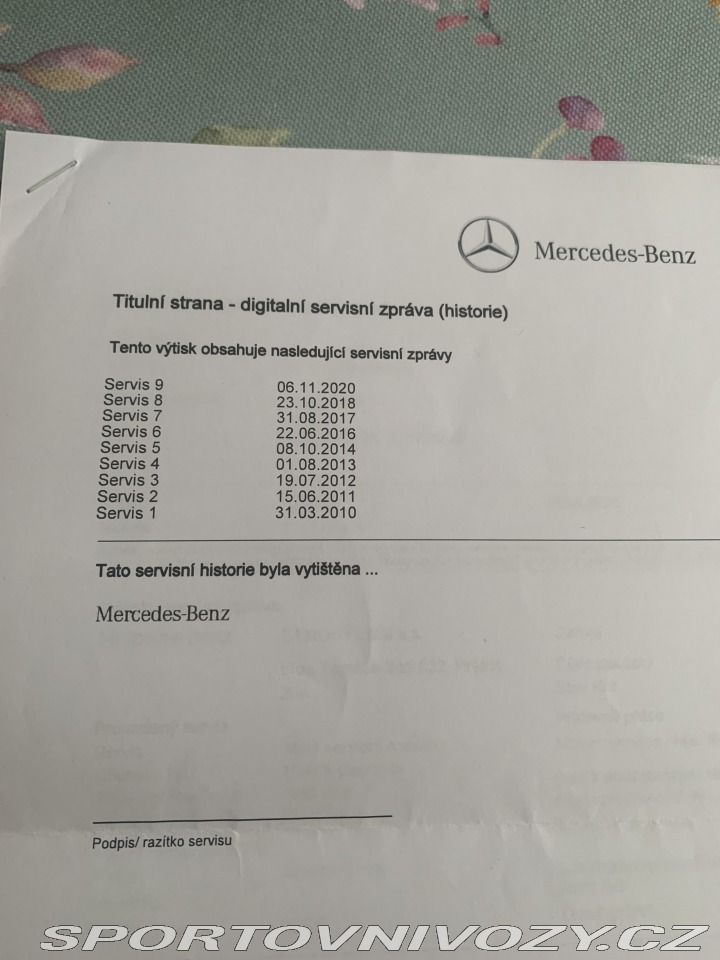 Mercedes-Benz
Titulní strana - digitalní servisní zpráva (historie)
Tento výtisk obsahuje nasledující servisní zprávy
Servis 9 06.11.2020
Servis 8 23.10.2018
Servis 7 31.08.2017
Servis 6 22.06.2016
Servis 5 08.10.2014
Servis 4 01.08.2013
Servis 3 19.07.2012
Servis 2 15.06.2011
Servis 1 31.03.2010
Tato servisní historie byla vytištěna ...
Mercedes-Benz
Podpis/ razítko servisu
SPORTOVNIVOZY.CZ